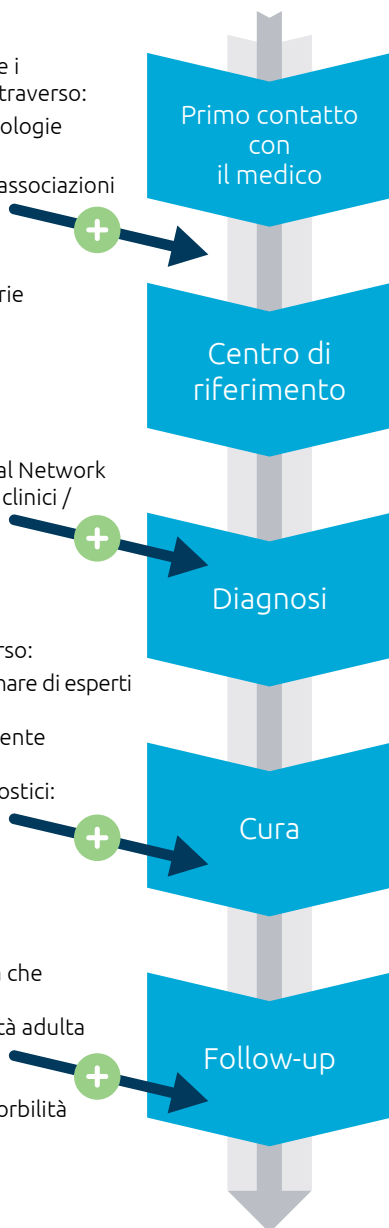 e i
traverso:
ologie
associazioni
rie
al Network
clinici /
rso:
nare di esperti
ente
ostici:
che
tà adulta
orbilità
Primo contatto
con
il medico
Centro di
riferimento
Diagnosi
Cura
Follow-up